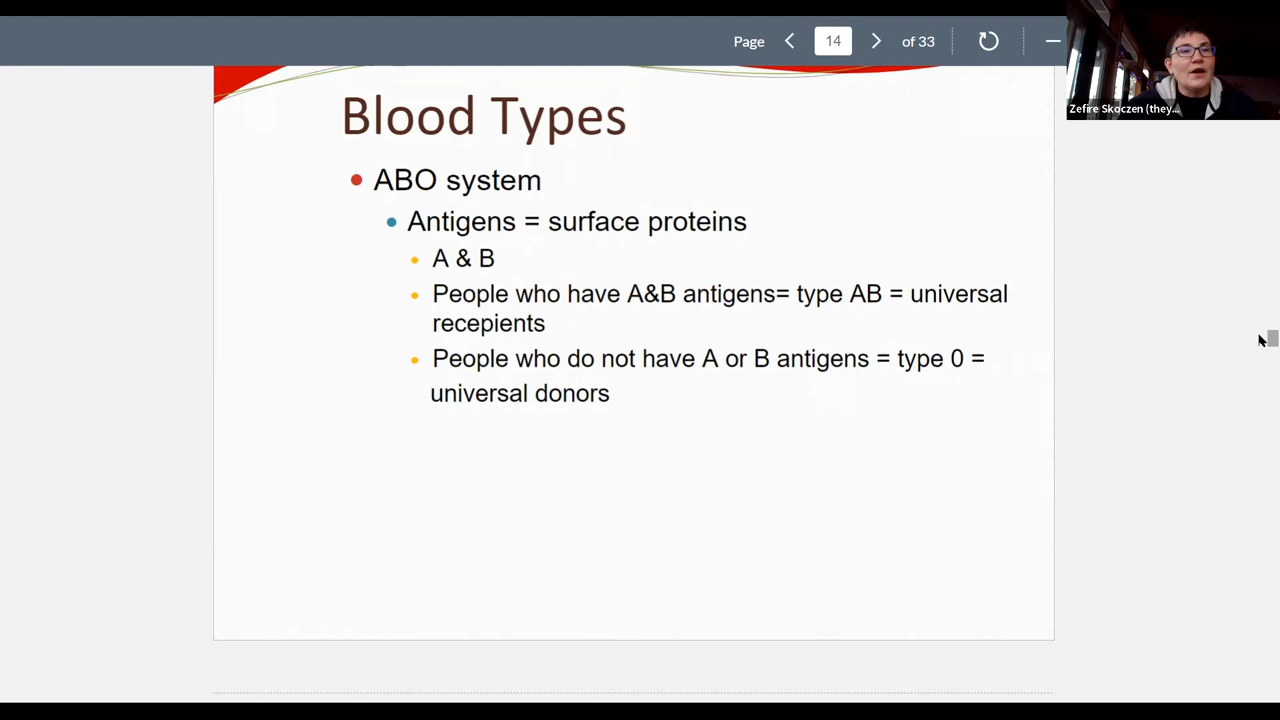 Page 14 of 33
Zefire Skoczen (they...
Blood Types
ABO system
Antigens = surface proteins
A & B
People who have A&B antigens= type AB = universal
recepients
People who do not have A or B antigens = type 0 =
universal donors